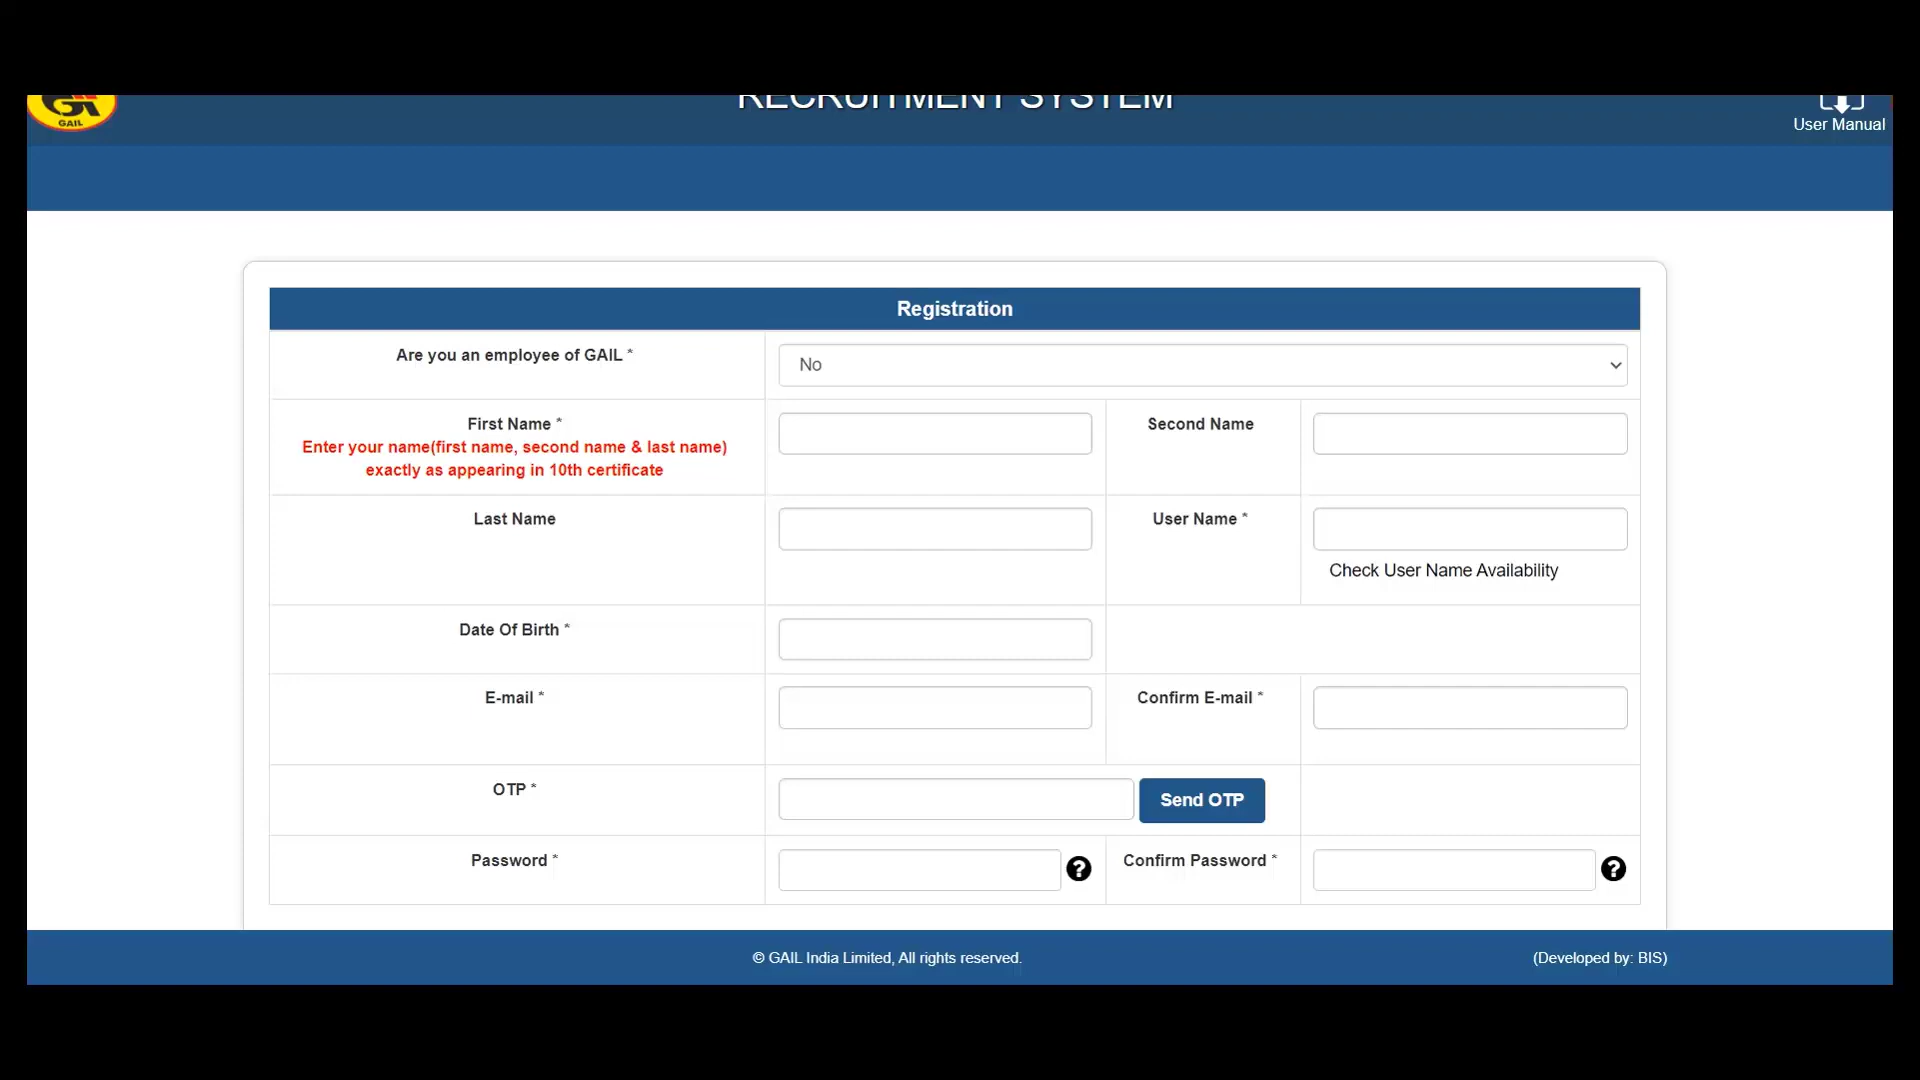 GAIL
RECRUITMENT SYSTEM
User Manual
Registration
Are you an employee of GAIL *
No
First Name *
Enter your name(first name, second name & last name)
exactly as appearing in 10th certificate
Second Name
Last Name
User Name *
Check User Name Availability
Date Of Birth *
E-mail *
Confirm E-mail *
OTP *
Send OTP
Password *
?
Confirm Password *
?
© GAIL India Limited, All rights reserved.
(Developed by: BIS)